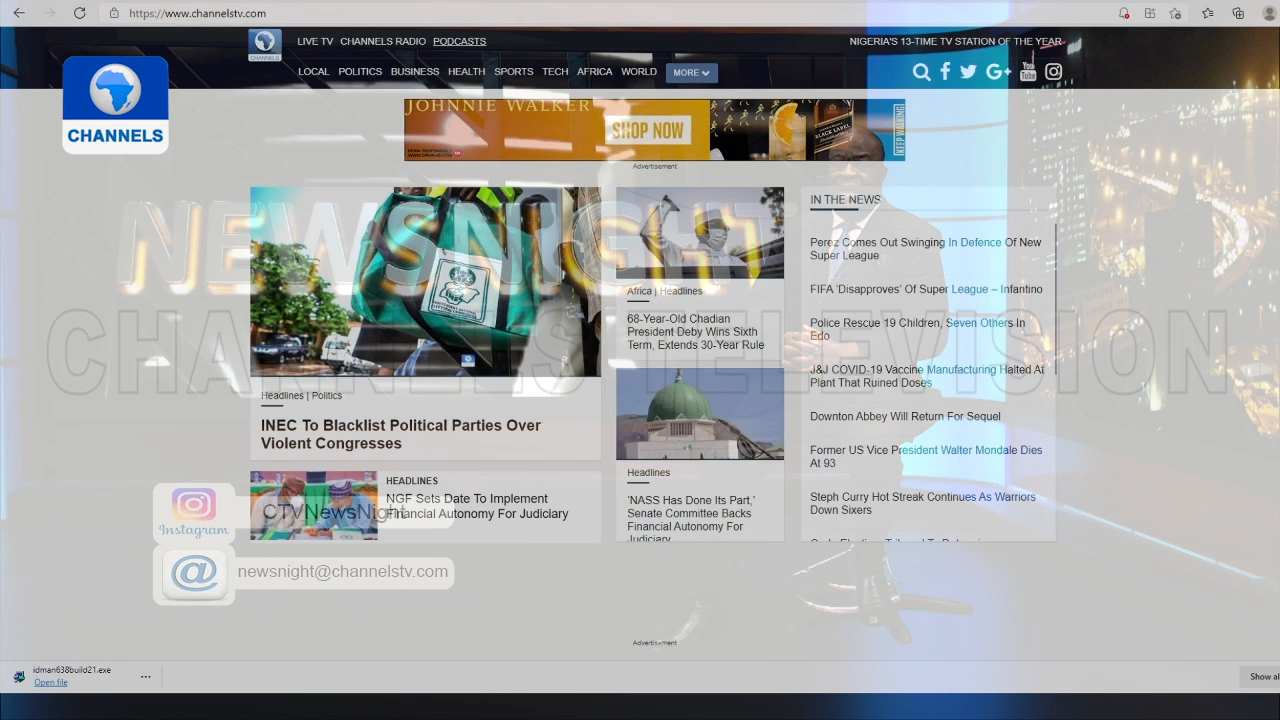 https://www.channelstv.com
LIVE TV CHANNELS RADIO PODCASTS
NIGERIA'S 13-TIME TV STATION OF THE YEAR
CHANNELS
LOCAL POLITICS BUSINESS HEALTH SPORTS TECH AFRICA WORLD MORE
You
Tube
CHANNELS
JOHNNIE WALKER
SHOP NOW
BLACK LABEL
KEEP WALKING
Advertisement
NEWSNIGHT
CHANNELS TELEVISION
INEC
Headlines | Politics
INEC To Blacklist Political Parties Over
Violent Congresses
HEADLINES
NGF Sets Date To Implement
Financial Autonomy For Judiciary
Africa | Headlines
68-Year-Old Chadian
President Deby Wins Sixth
Term, Extends 30-Year Rule
Headlines
'NASS Has Done Its Part,'
Senate Committee Backs
Financial Autonomy For
Judiciary
IN THE NEWS
Perez Comes Out Swinging In Defence Of New
Super League
FIFA 'Disapproves' Of Super League – Infantino
Police Rescue 19 Children, Seven Others In
Edo
J&J COVID-19 Vaccine Manufacturing Halted At
Plant That Ruined Doses
Downton Abbey Will Return For Sequel
Former US Vice President Walter Mondale Dies
At 93
Steph Curry Hot Streak Continues As Warriors
Down Sixers
Instagram
CTVNewsNight
@
newsnight@channelstv.com
Advertisement
idman638build21.exe
Open file
Show al